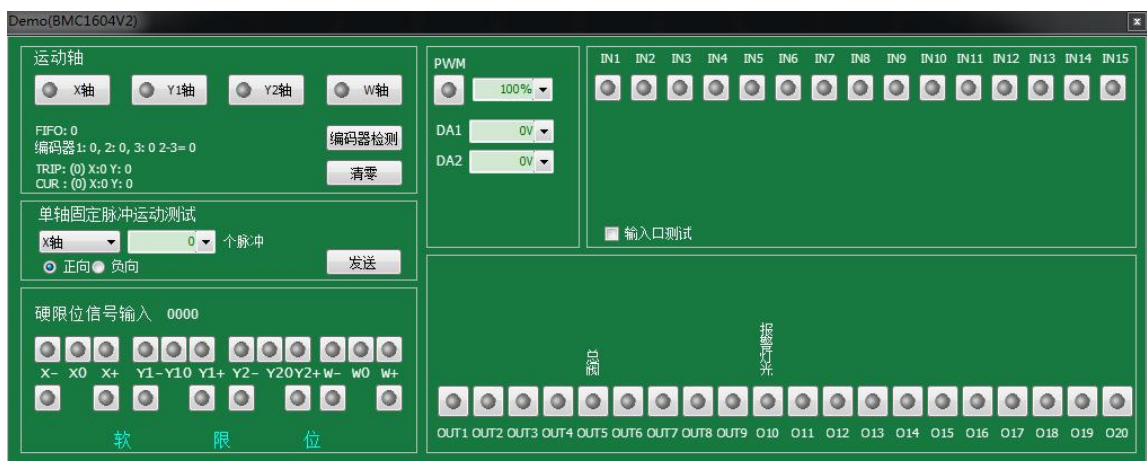 Demo(BMC1604V2)
运动轴
X轴 Y1轴 Y2轴 W轴
FIFO: 0
编码器1: 0, 2: 0, 3: 0 2-3= 0
编码器检测
TRIP: (0) X:0 Y: 0
CUR : (0) X:0 Y: 0
清零
单轴固定脉冲运动测试
X轴 0 个脉冲
正向 负向
发送
硬限位信号输入 0000
X- X0 X+ Y1- Y10 Y1+ Y2- Y20 Y2+ W- W0 W+
软 限 位
PWM
100%
DA1 0V
DA2 0V
IN1 IN2 IN3 IN4 IN5 IN6 IN7 IN8 IN9 IN10 IN11 IN12 IN13 IN14 IN15
输入口测试
总阀
报警灯光
OUT1 OUT2 OUT3 OUT4 OUT5 OUT6 OUT7 OUT8 OUT9 O10 O11 O12 O13 O14 O15 O16 O17 O18 O19 O20